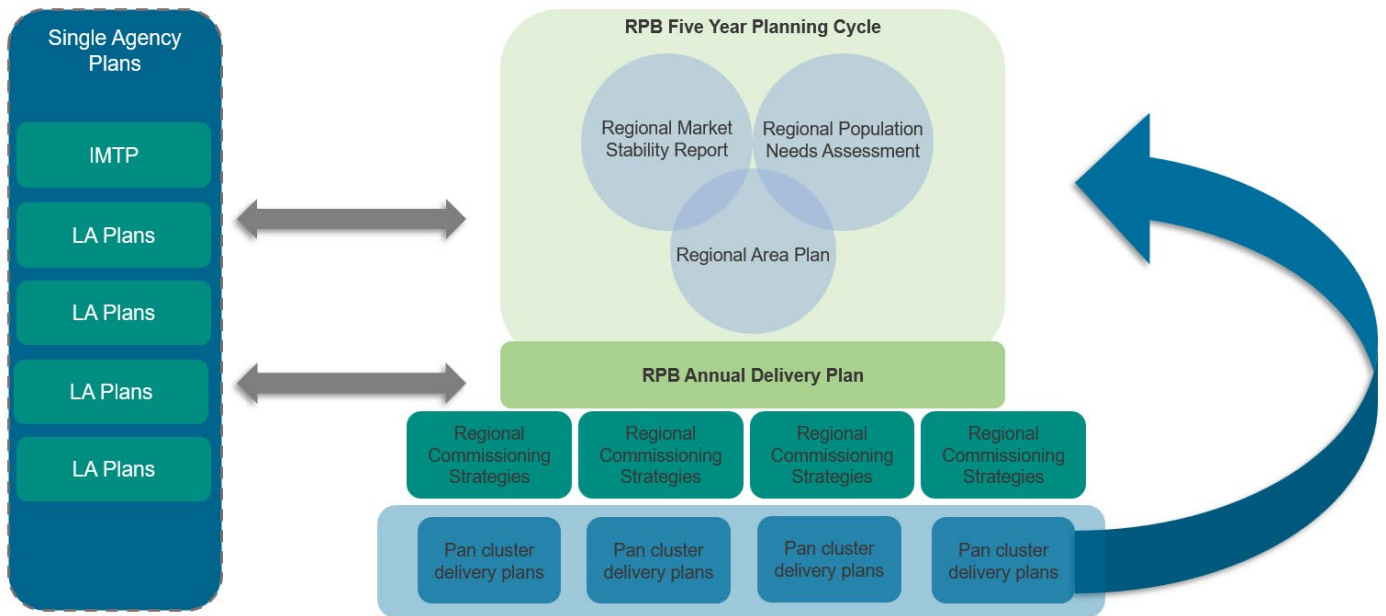 Single Agency
Plans
IMTP
LA Plans
LA Plans
LA Plans
LA Plans
RPB Five Year Planning Cycle
Regional Market
Stability Report
Regional Population
Needs Assessment
Regional Area Plan
RPB Annual Delivery Plan
Regional
Commissioning
Strategies
Regional
Commissioning
Strategies
Regional
Commissioning
Strategies
Regional
Commissioning
Strategies
Pan cluster
delivery plans
Pan cluster
delivery plans
Pan cluster
delivery plans
Pan cluster
delivery plans